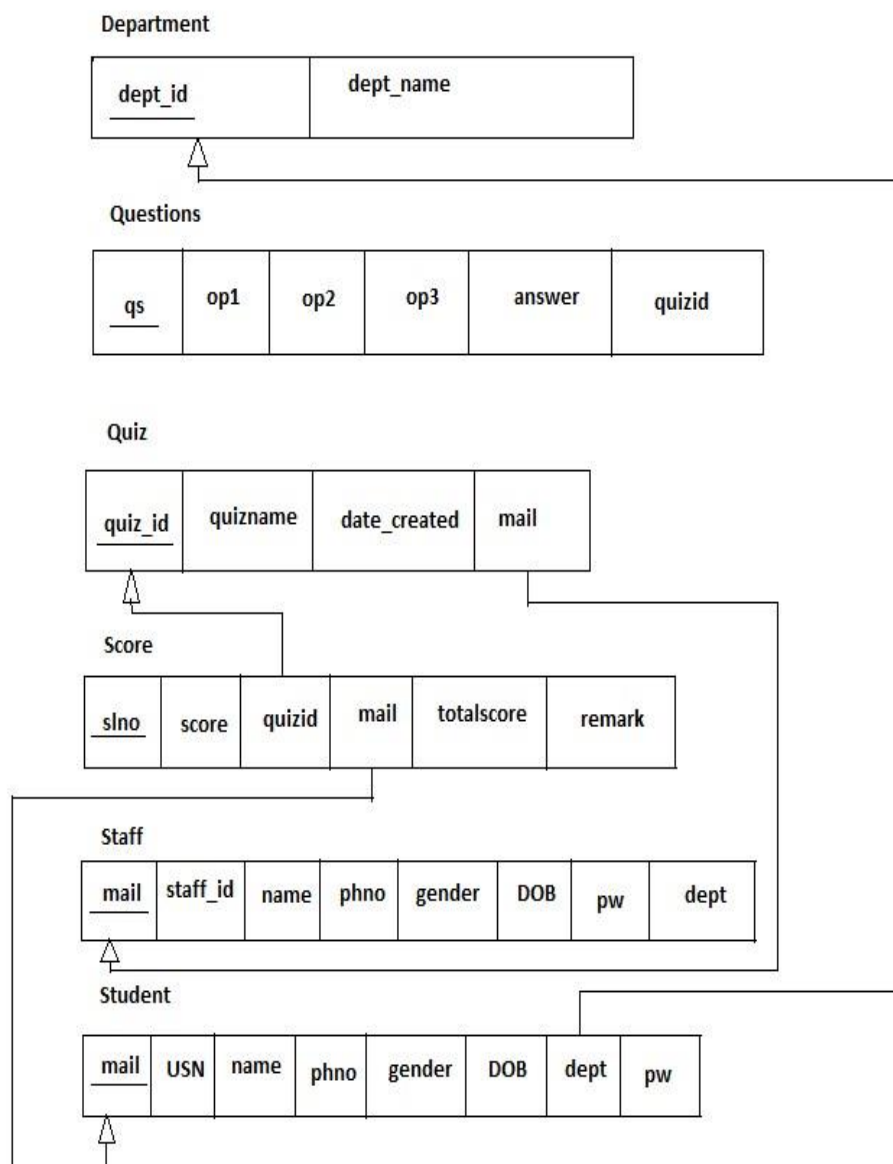 Department
dept_id dept_name
Questions
qs op1 op2 op3 answer quizid
Quiz
quiz_id quizname date_created mail
Score
slno score quizid mail totalscore remark
Staff
mail staff_id name phno gender DOB pw dept
Student
mail USN name phno gender DOB dept pw